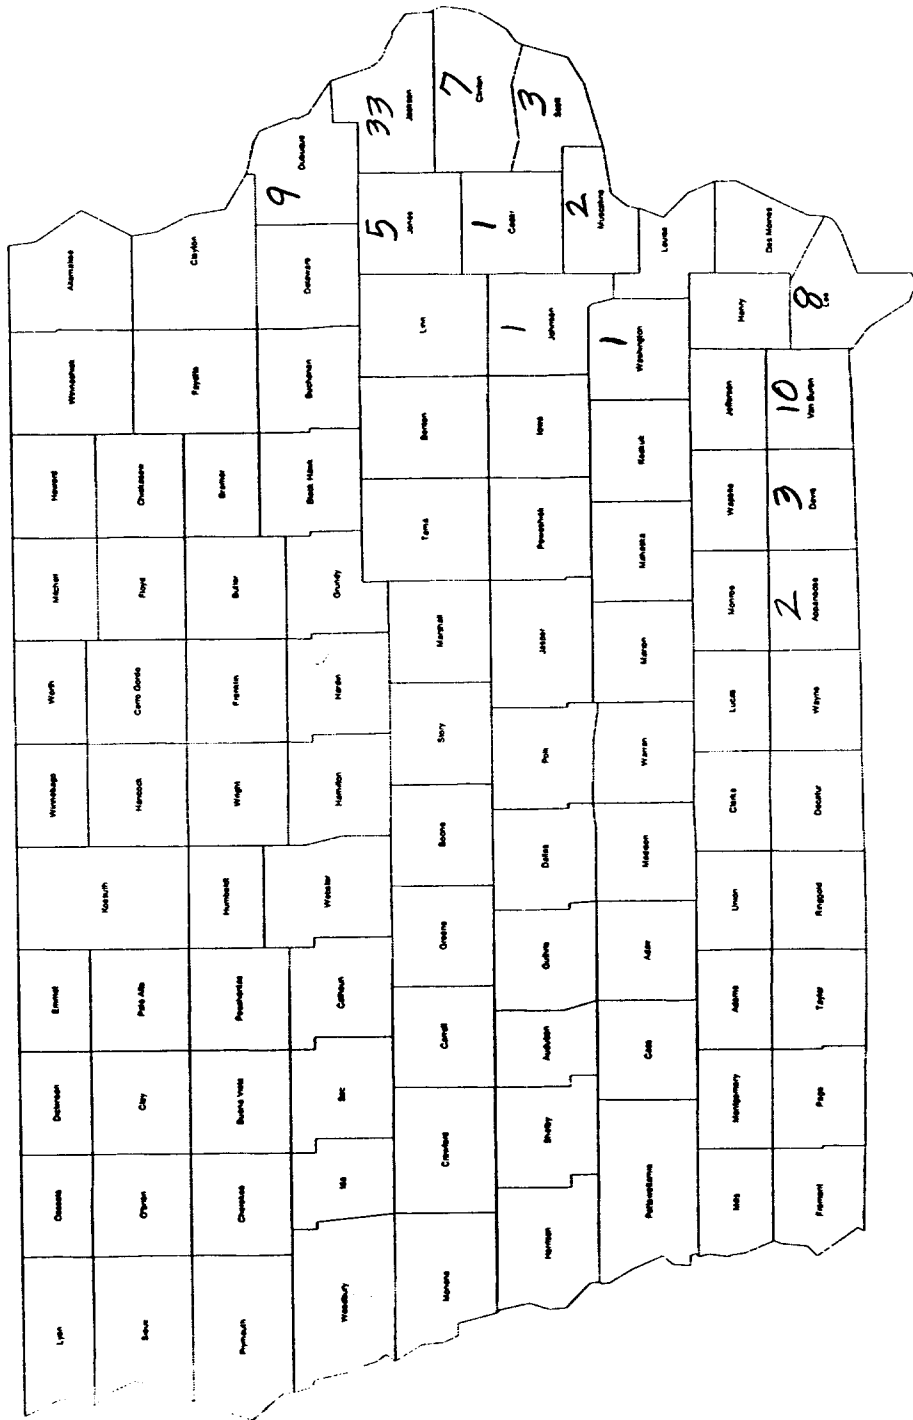 Lyon
Osceola
Dickinson
Emmet
Kossuth
Winnebago
Worth
Mitchell
Howard
Winneshiek
Allamakee
Sioux
O'Brien
Clay
Palo Alto
Hancock
Cerro Gordo
Floyd
Chickasaw
Fayette
Clayton
Plymouth
Cherokee
Buena Vista
Pocahontas
Humboldt
Wright
Franklin
Butler
Bremer
Woodbury
Ida
Sac
Calhoun
Webster
Hamilton
Hardin
Grundy
Black Hawk
Buchanan
Delaware
9
Dubuque
Monona
Crawford
Carroll
Greene
Boone
Story
Marshall
Tama
Benton
Linn
5
Jones
33
Jackson
Harrison
Shelby
Audubon
Guthrie
Dallas
Polk
Jasper
Poweshiek
Iowa
1
Johnson
1
Cedar
7
Clinton
3
Scott
2
Muscatine
Pottawattamie
Cass
Adair
Madison
Warren
Marion
Mahaska
Keokuk
1
Washington
Louisa
Mills
Montgomery
Adams
Union
Clarke
Lucas
Monroe
Wapello
Jefferson
Henry
Des Moines
Fremont
Page
Taylor
Ringgold
Decatur
Wayne
2
Appanoose
3
Davis
10
Van Buren
8
Lee